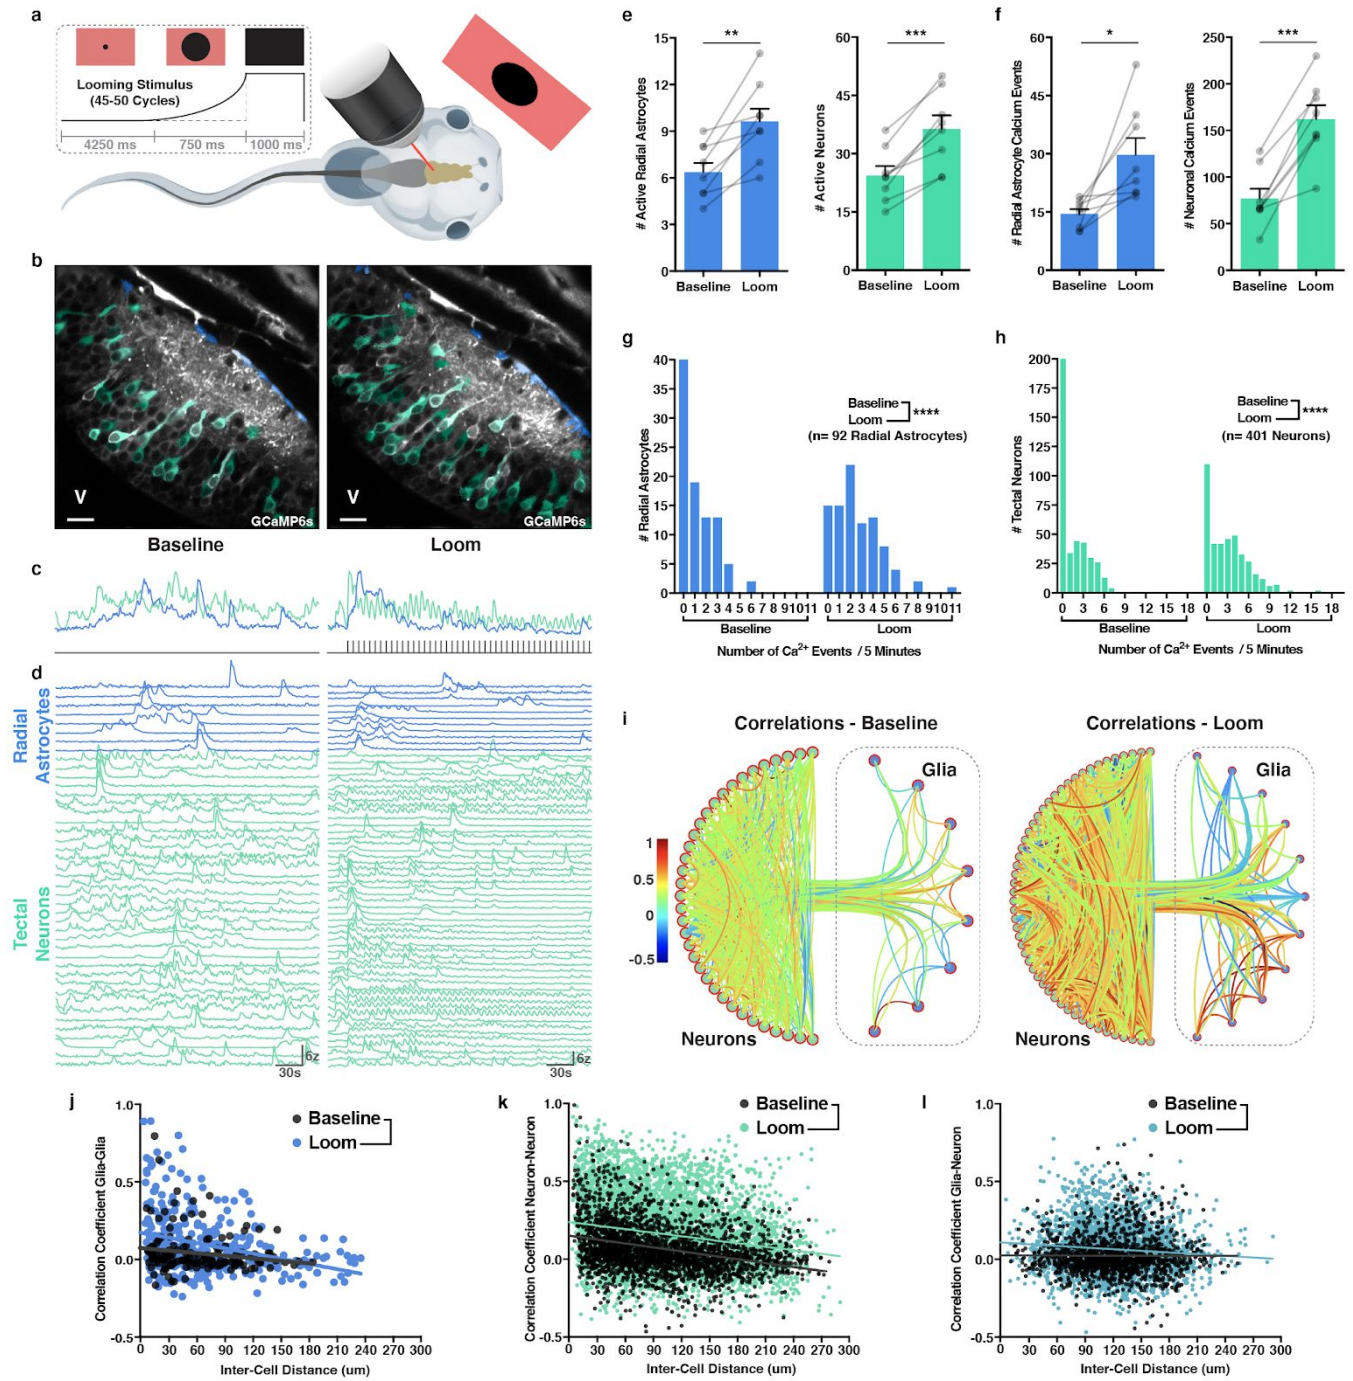 a
Looming Stimulus
(45-50 Cycles)
4250 ms
750 ms
1000 ms
b
V
GCaMP6s
V
GCaMP6s
Baseline
Loom
c
d
Radial
Astrocytes
Tectal
Neurons
6z
30s
6z
30s
e
# Active Radial Astrocytes
15
12
9
6
3
0
**
Baseline
Loom
# Active Neurons
60
45
30
15
0
***
Baseline
Loom
f
# Radial Astrocyte Calcium Events
60
45
30
15
0
*
Baseline
Loom
# Neuronal Calcium Events
250
200
150
100
50
0
***
Baseline
Loom
g
# Radial Astrocytes
40
35
30
25
20
15
10
5
0
Baseline
Loom
****
(n= 92 Radial Astrocytes)
0 1 2 3 4 5 6 7 8 9 10 11
0 1 2 3 4 5 6 7 8 9 10 11
Baseline
Loom
Number of Ca2+ Events / 5 Minutes
h
# Tectal Neurons
200
175
150
125
100
75
50
25
0
Baseline
Loom
****
(n= 401 Neurons)
0 3 6 9 12 15 18
0 3 6 9 12 15 18
Baseline
Loom
Number of Ca2+ Events / 5 Minutes
i
Correlations - Baseline
Glia
Neurons
1
0.5
0
-0.5
Correlations - Loom
Glia
Neurons
j
Correlation Coefficient Glia-Glia
1.0
0.5
0.0
-0.5
Baseline
Loom
0 30 60 90 120 150 180 210 240 270 300
Inter-Cell Distance (um)
k
Correlation Coefficient Neuron-Neuron
1.0
0.5
0.0
-0.5
Baseline
Loom
0 30 60 90 120 150 180 210 240 270 300
Inter-Cell Distance (um)
l
Correlation Coefficient Glia-Neuron
1.0
0.5
0.0
-0.5
Baseline
Loom
0 30 60 90 120 150 180 210 240 270 300
Inter-Cell Distance (um)